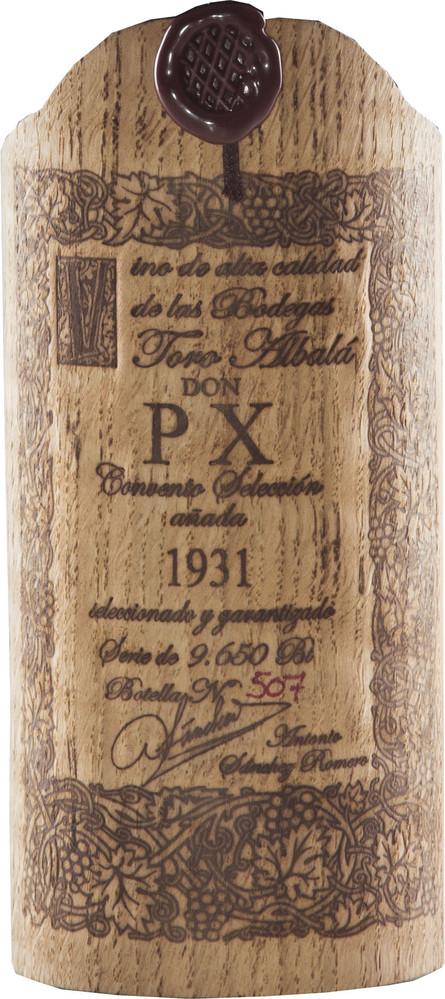 Vino de alta calidad
de las Bodegas
Toro Albalá
DON
PX
Convento Selección
añada
1931
seleccionado y garantizado
Serie de 9.650 Bl
Botella Nº 507
Antonio
Sánchez Romero